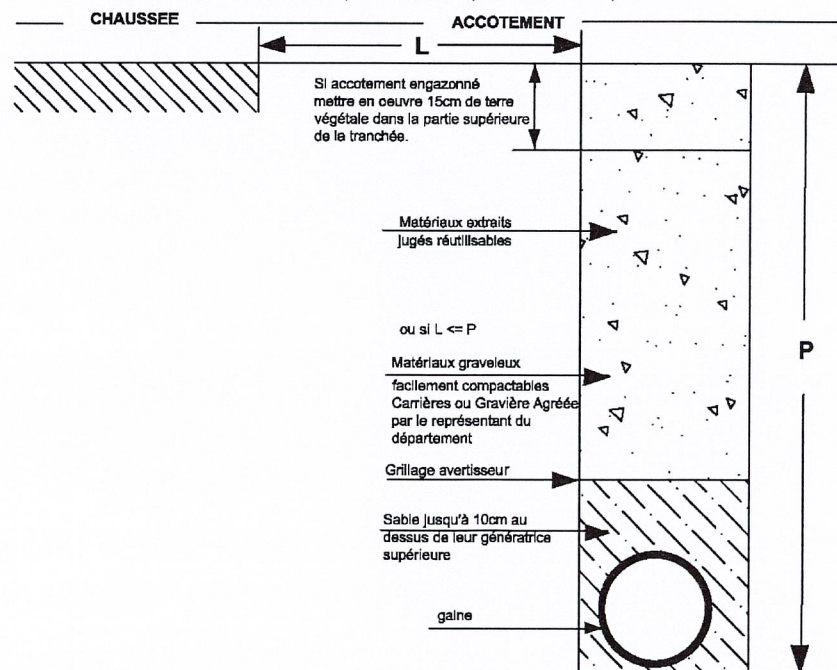 CHAUSSEE
ACCOTEMENT
L
SI accotement engazonné
mettre en oeuvre 15cm de terre
végétale dans la partie supérieure
de la tranchée.
Matériaux extraits
Jugés réutilisables
ou si L <= P
P
Matériaux graveleux
facilement compactables
Carrières ou Gravière Agréée
par le représentant du
département
Grillage avertisseur
Sable jusqu'à 10cm au
dessus de leur génératrice
supérieure
gaine